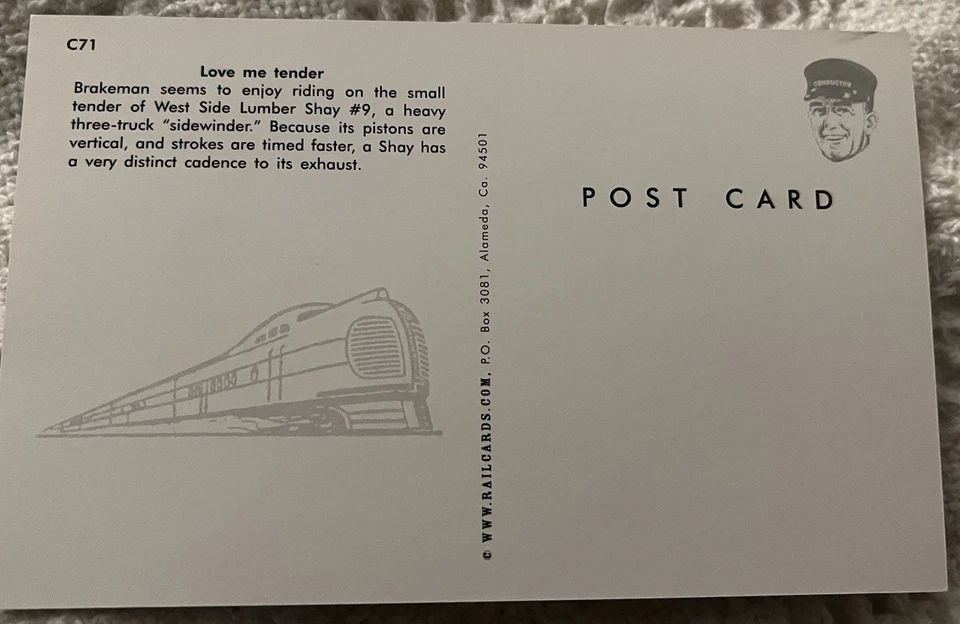 C71
Love me tender
Brakeman seems to enjoy riding on the small
tender of West Side Lumber Shay #9, a heavy
three-truck “sidewinder.” Because its pistons are
vertical, and strokes are timed faster, a Shay has
a very distinct cadence to its exhaust.
© WWW.RAILCARDS.COM, P.O. Box 3081, Alameda, Ca. 94501
CONDUCTOR
POST CARD